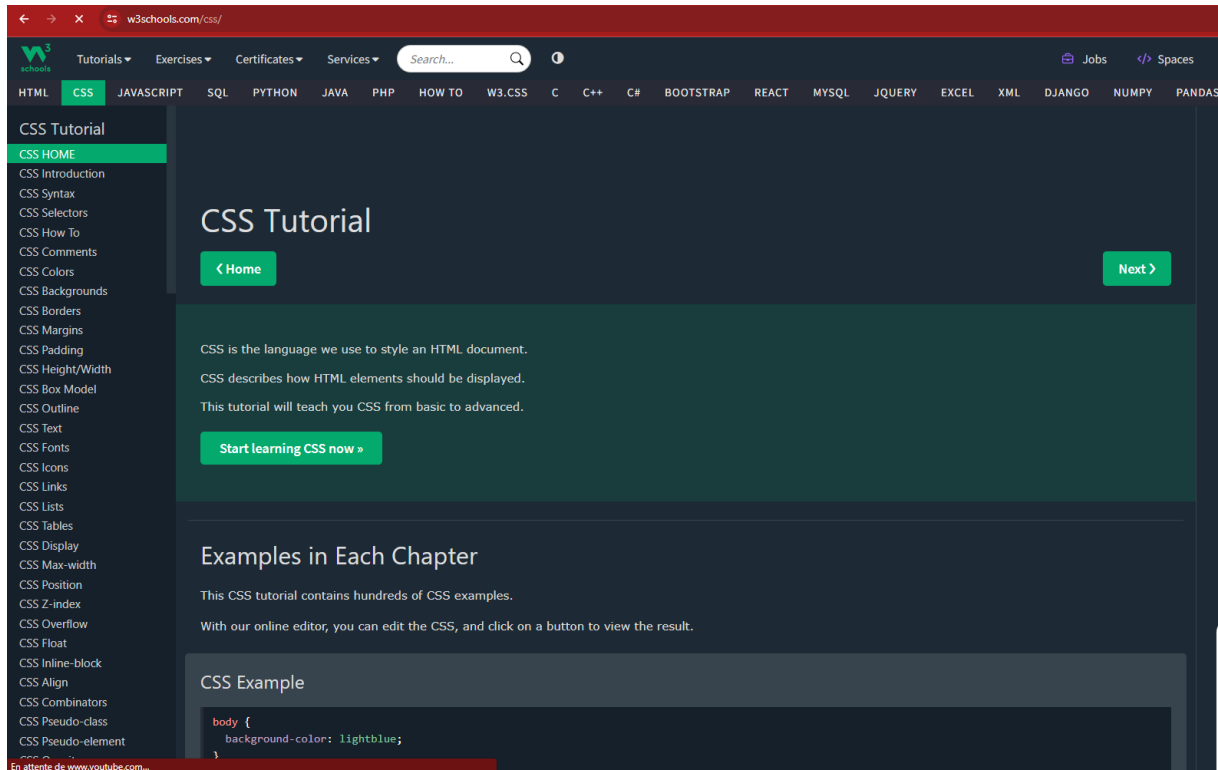 w3schools.com/css/
W3 schools
Tutorials Exercises Certificates Services Search... Jobs </> Spaces
HTML CSS JAVASCRIPT SQL PYTHON JAVA PHP HOW TO W3.CSS C C++ C# BOOTSTRAP REACT MYSQL JQUERY EXCEL XML DJANGO NUMPY PANDAS
CSS Tutorial
CSS HOME
CSS Introduction
CSS Syntax
CSS Selectors
CSS How To
CSS Comments
CSS Colors
CSS Backgrounds
CSS Borders
CSS Margins
CSS Padding
CSS Height/Width
CSS Box Model
CSS Outline
CSS Text
CSS Fonts
CSS Icons
CSS Links
CSS Lists
CSS Tables
CSS Display
CSS Max-width
CSS Position
CSS Z-index
CSS Overflow
CSS Float
CSS Inline-block
CSS Align
CSS Combinators
CSS Pseudo-class
CSS Pseudo-element
En attente de www.youtube.com...
CSS Tutorial
❮ Home
Next ❯
CSS is the language we use to style an HTML document.
CSS describes how HTML elements should be displayed.
This tutorial will teach you CSS from basic to advanced.
Start learning CSS now »
Examples in Each Chapter
This CSS tutorial contains hundreds of CSS examples.
With our online editor, you can edit the CSS, and click on a button to view the result.
CSS Example
body {
background-color: lightblue;
}